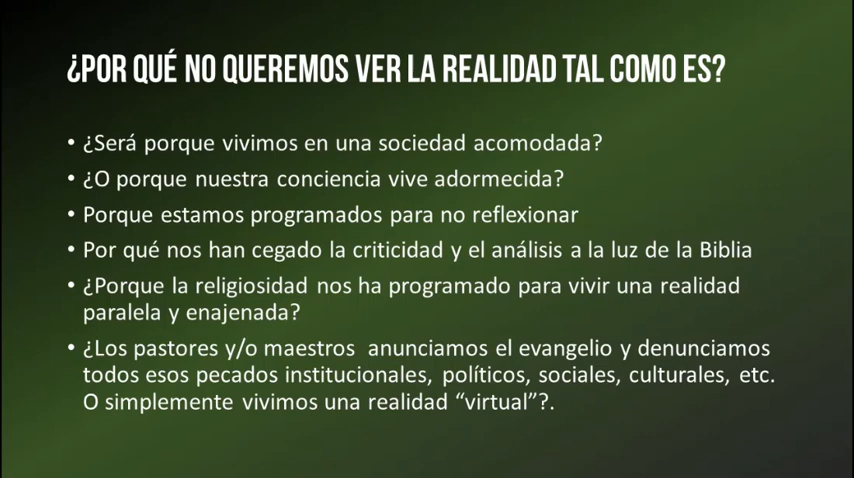 ¿POR QUÉ NO QUEREMOS VER LA REALIDAD TAL COMO ES?
• ¿Será porque vivimos en una sociedad acomodada?
• ¿O porque nuestra conciencia vive adormecida?
• Porque estamos programados para no reflexionar
• Por qué nos han cegado la criticidad y el análisis a la luz de la Biblia
• ¿Porque la religiosidad nos ha programado para vivir una realidad
paralela y enajenada?
• ¿Los pastores y/o maestros anunciamos el evangelio y denunciamos
todos esos pecados institucionales, políticos, sociales, culturales, etc.
O simplemente vivimos una realidad “virtual”?.